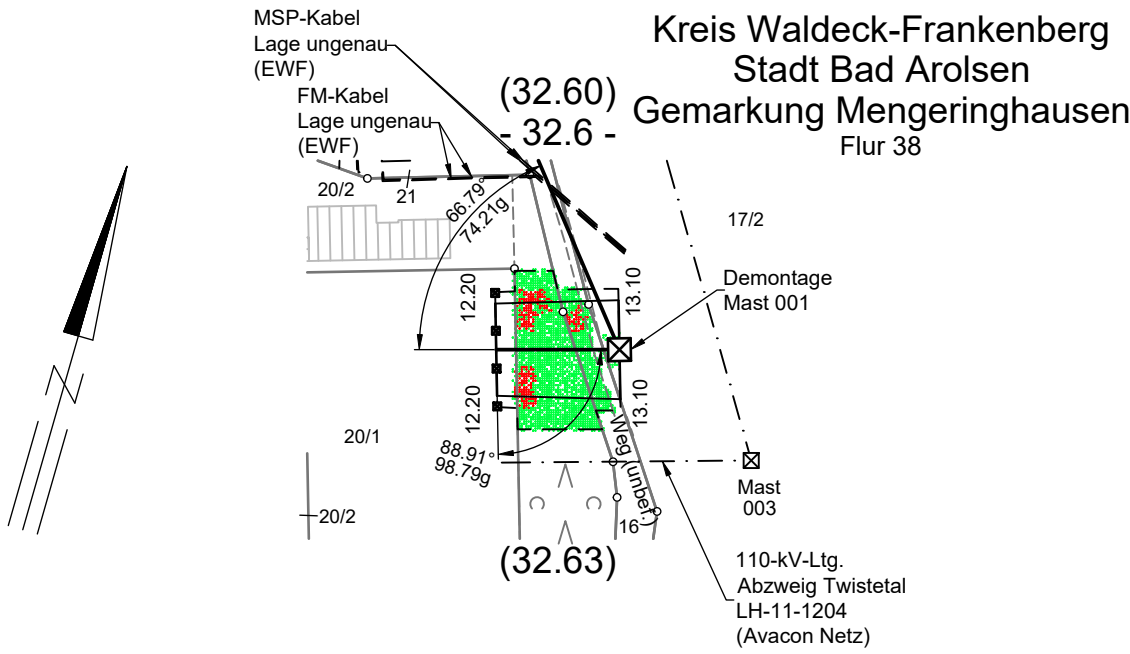 MSP-Kabel
Lage ungenau
(EWF)
FM-Kabel
Lage ungenau
(EWF)
Kreis Waldeck-Frankenberg
Stadt Bad Arolsen
Gemarkung Mengeringhausen
Flur 38
(32.60)
- 32.6 -
20/2
21
66.79°
74.21g
17/2
N
12.20
13.10
Demontage
Mast 001
12.20
13.10
20/1
88.91°
98.79g
Weg (unbef.)
Mast
003
20/2
16
(32.63)
110-kV-Ltg.
Abzweig Twistetal
LH-11-1204
(Avacon Netz)